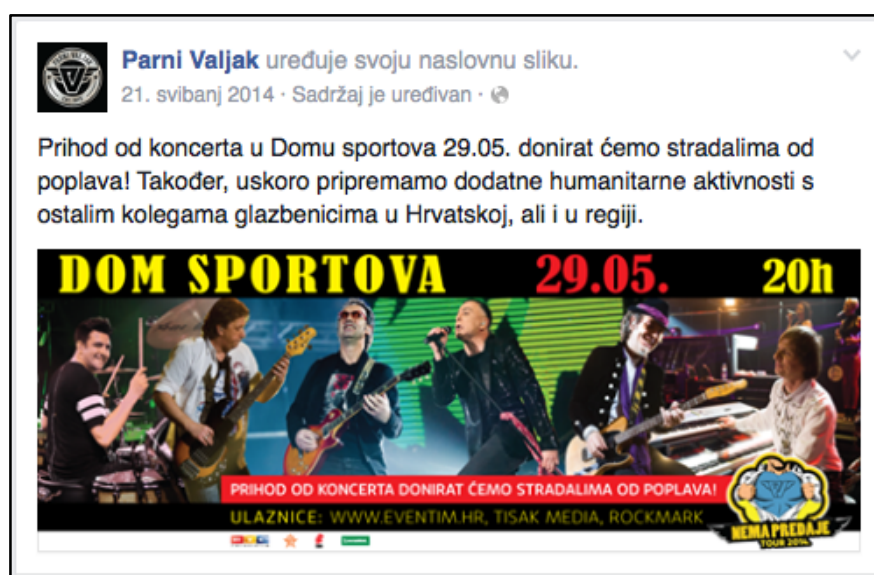 Parni Valjak uređuje svoju naslovnu sliku.
21. svibanj 2014 · Sadržaj je uređivan ·
Prihod od koncerta u Domu sportova 29.05. donirat ćemo stradalima od
poplava! Također, uskoro pripremamo dodatne humanitarne aktivnosti s
ostalim kolegama glazbenicima u Hrvatskoj, ali i u regiji.
DOM SPORTOVA 29.05. 20h
PRIHOD OD KONCERTA DONIRAT ĆEMO STRADALIMA OD POPLAVA!
ULAZNICE: WWW.EVENTIM.HR, TISAK MEDIA, ROCKMARK
NEMA PREDAJE
TOUR 2014